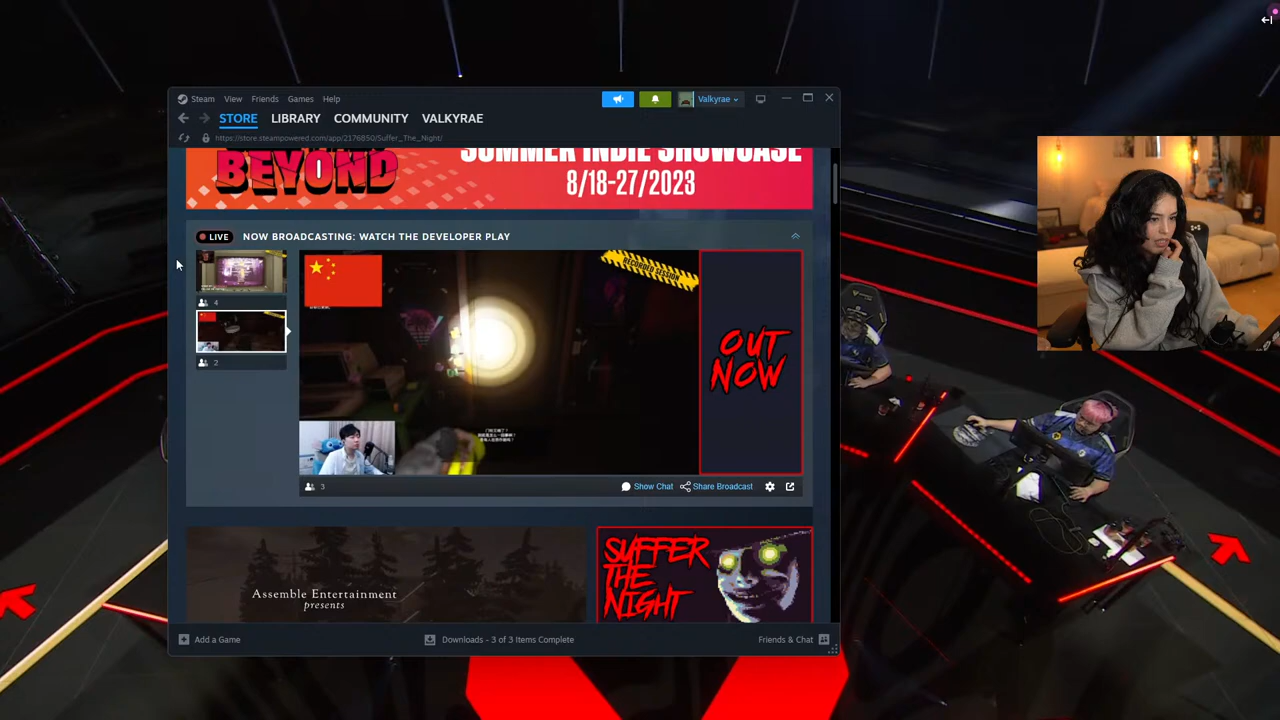 Steam View Friends Games Help
Valkyrae
STORE LIBRARY COMMUNITY VALKYRAE
https://store.steampowered.com/app/2176850/Suffer_The_Night/
BEYOND
SUMMER INDIE SHOWCASE
8/18-27/2023
LIVE NOW BROADCASTING: WATCH THE DEVELOPER PLAY
4
2
RECORDED SESSION
OUT
NOW
3
Show Chat Share Broadcast
Assemble Entertainment
presents
SUFFER
THE
NIGHT
Add a Game
Downloads - 3 of 3 Items Complete
Friends & Chat